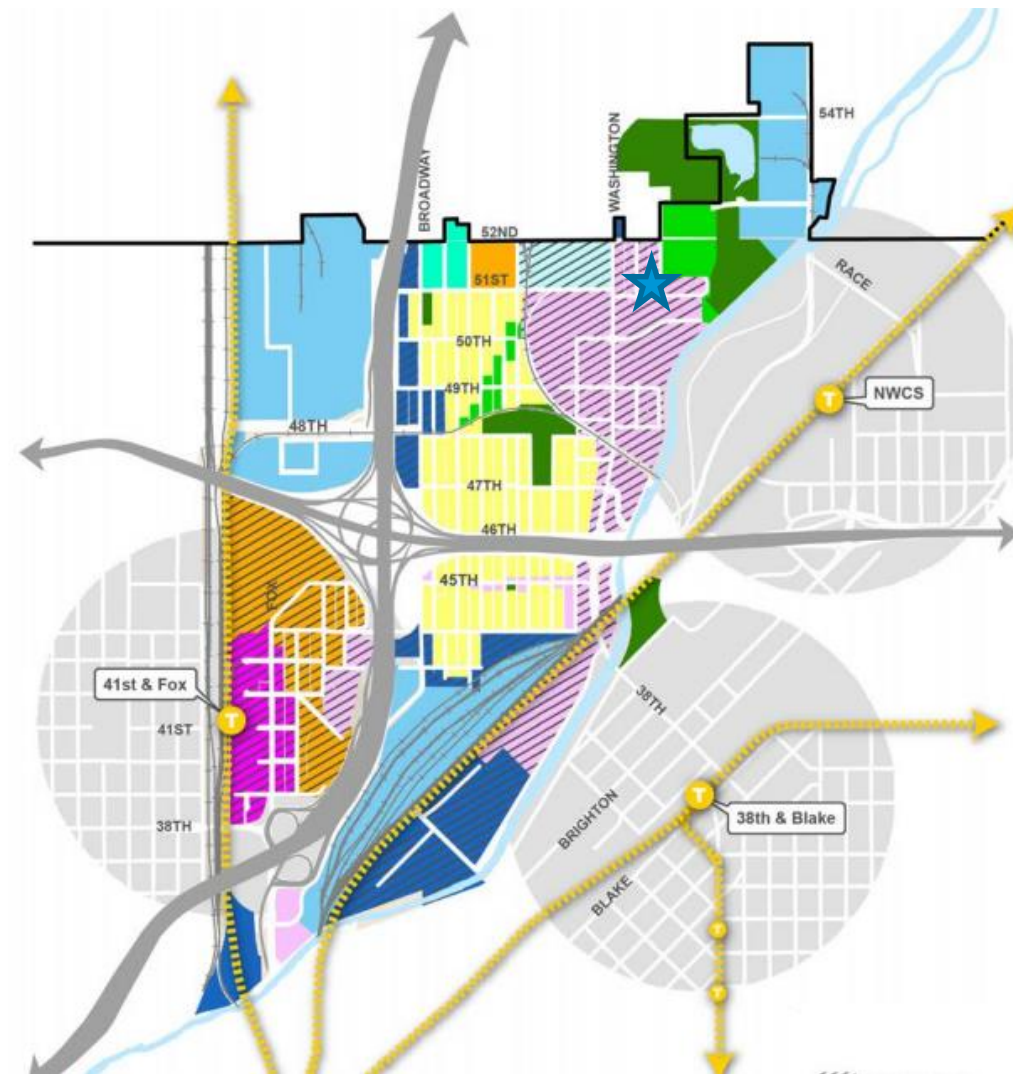 54TH
WASHINGTON
BROADWAY
52ND
51ST
RACE
50TH
NWCS
49TH
48TH
47TH
46TH
45TH
FOX
41st & Fox
38TH
41ST
38th & Blake
38TH
BRIGHTON
BLAKE
T
T
T
T
T